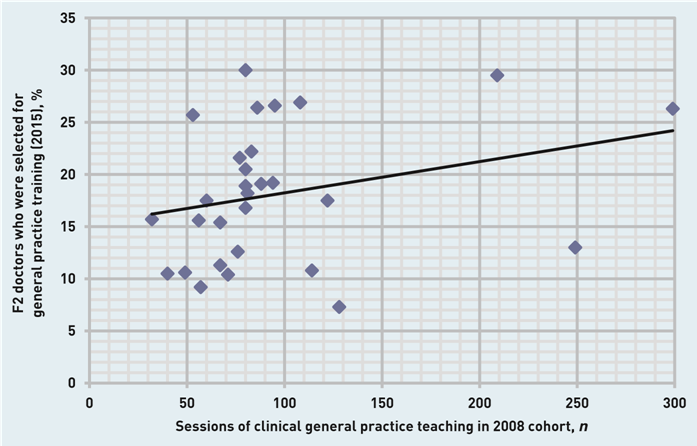 F2 doctors who were selected for
general practice training (2015), %
35
30
25
20
15
10
5
0
0 50 100 150 200 250 300
Sessions of clinical general practice teaching in 2008 cohort, n